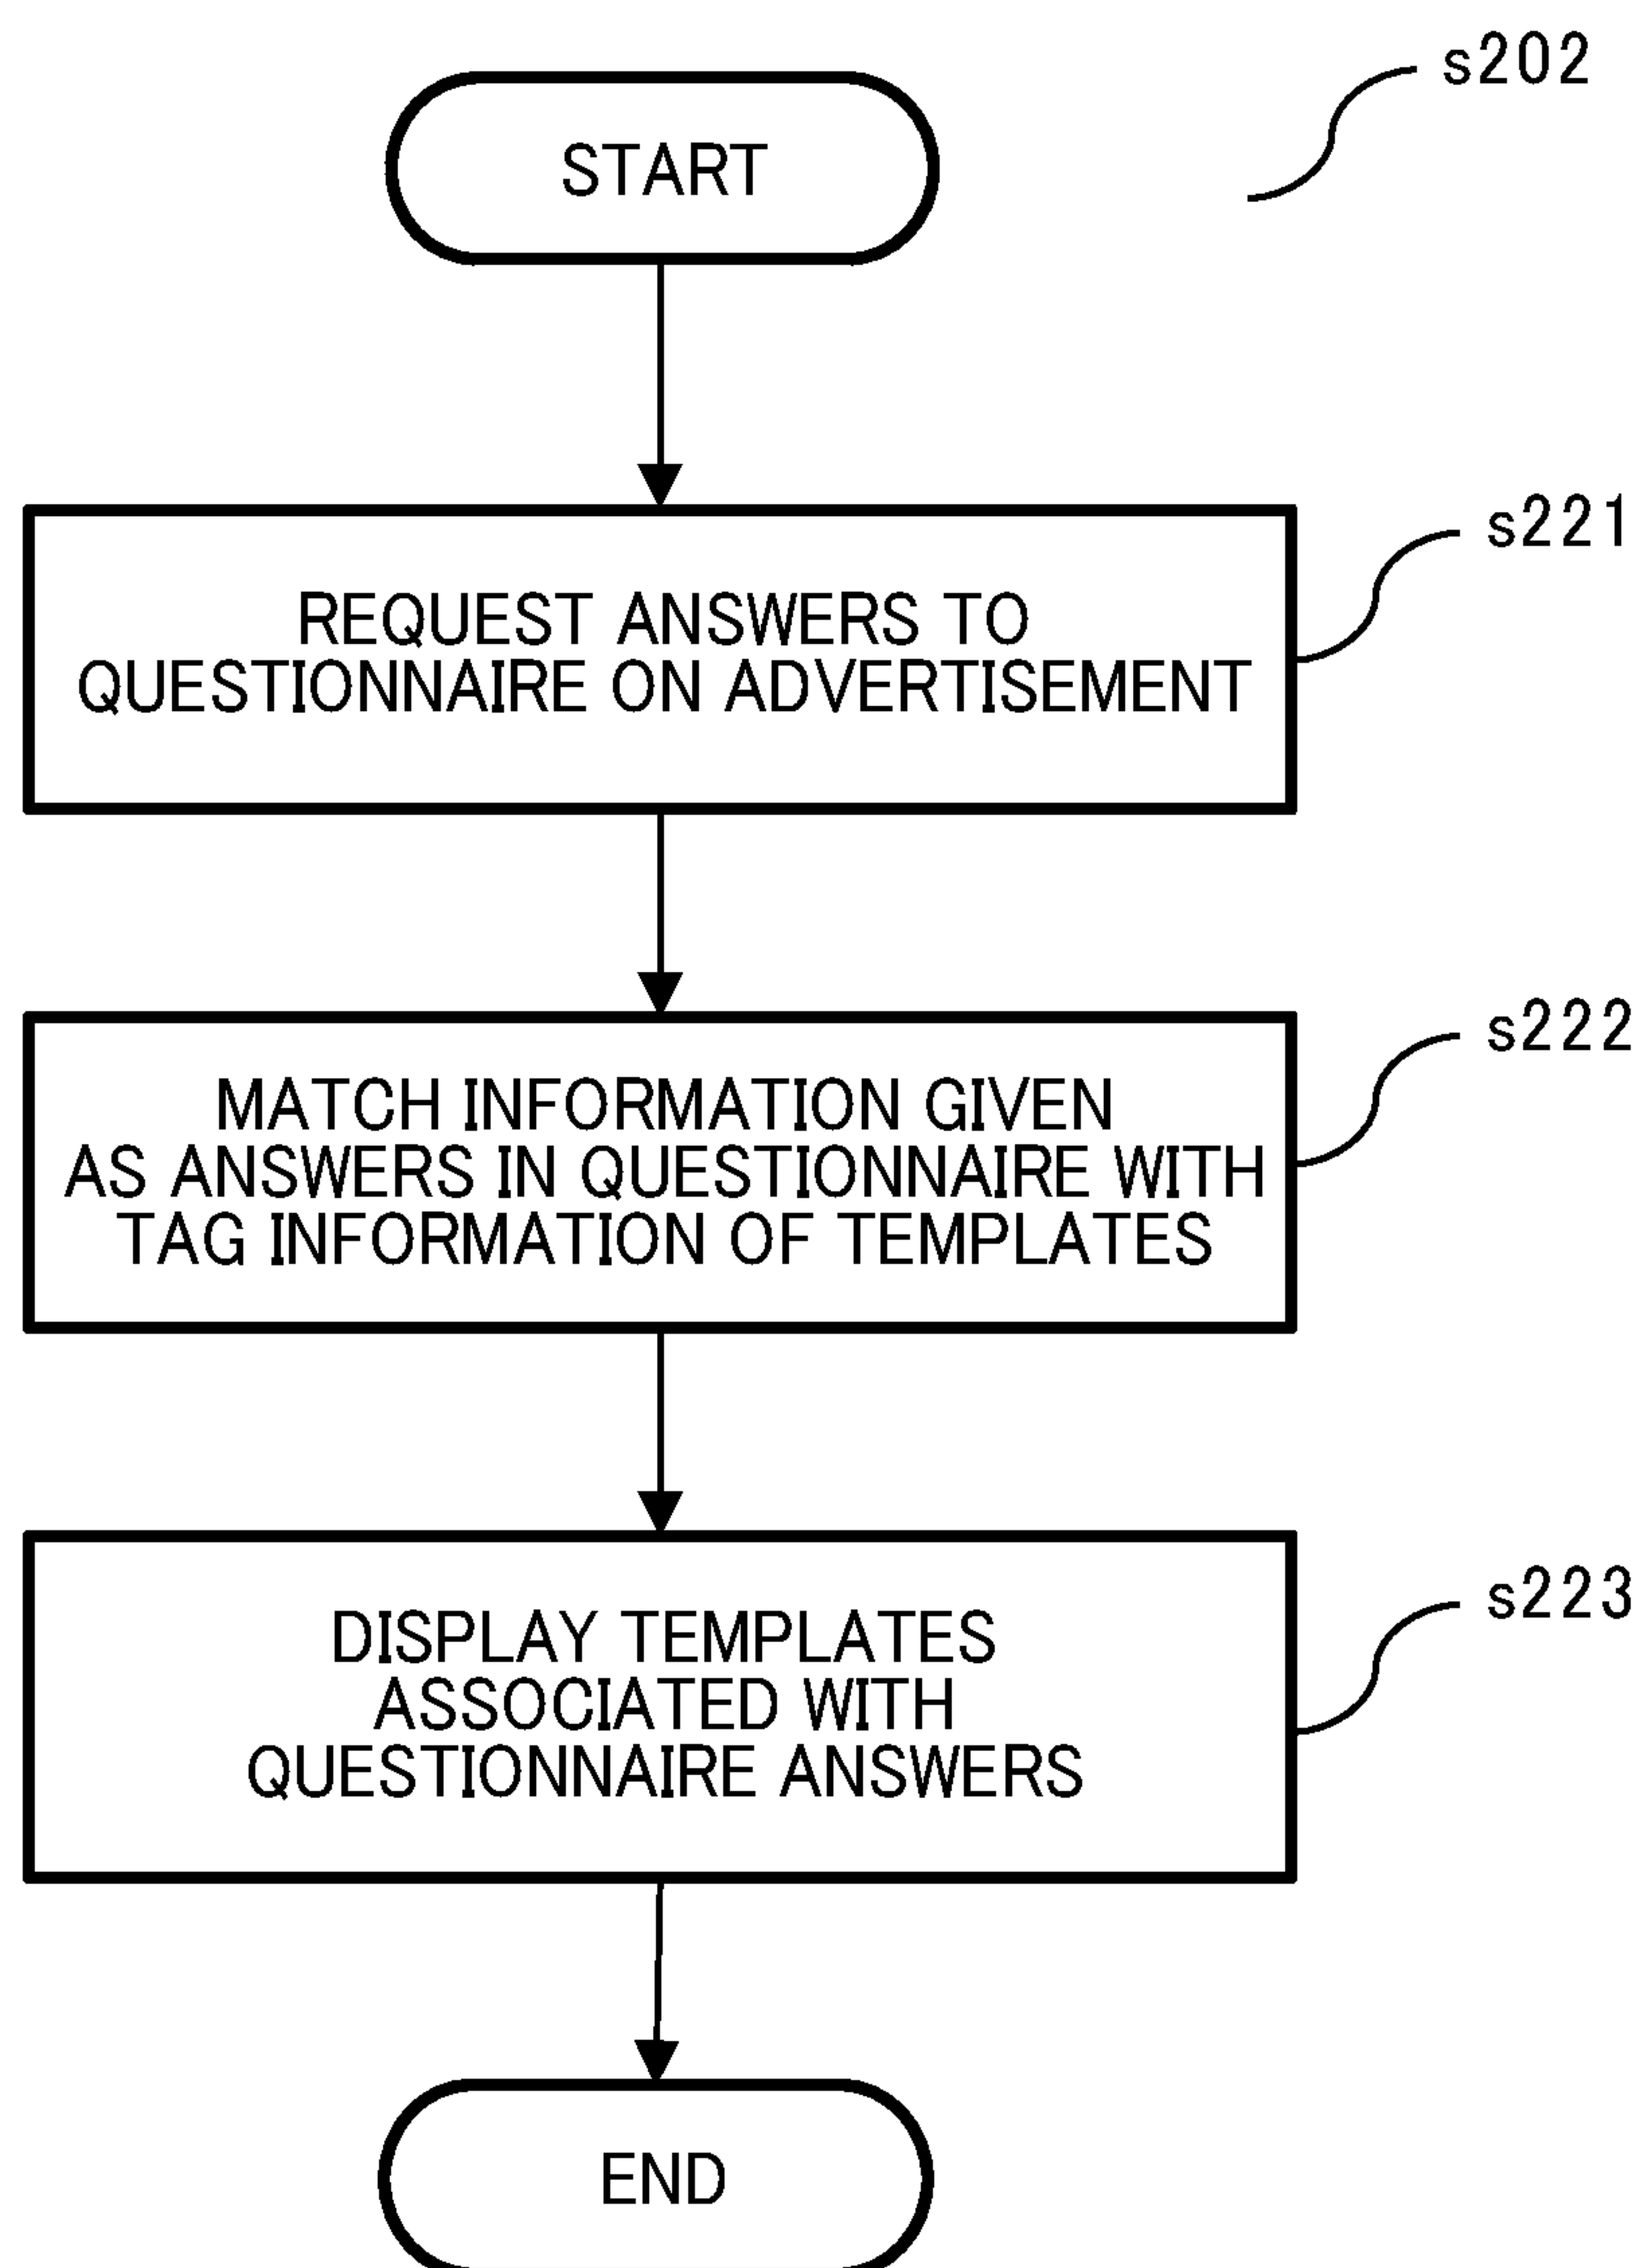 s202
START
s221
REQUEST ANSWERS TO
QUESTIONNAIRE ON ADVERTISEMENT
s222
MATCH INFORMATION GIVEN
AS ANSWERS IN QUESTIONNAIRE WITH
TAG INFORMATION OF TEMPLATES
s223
DISPLAY TEMPLATES
ASSOCIATED WITH
QUESTIONNAIRE ANSWERS
END